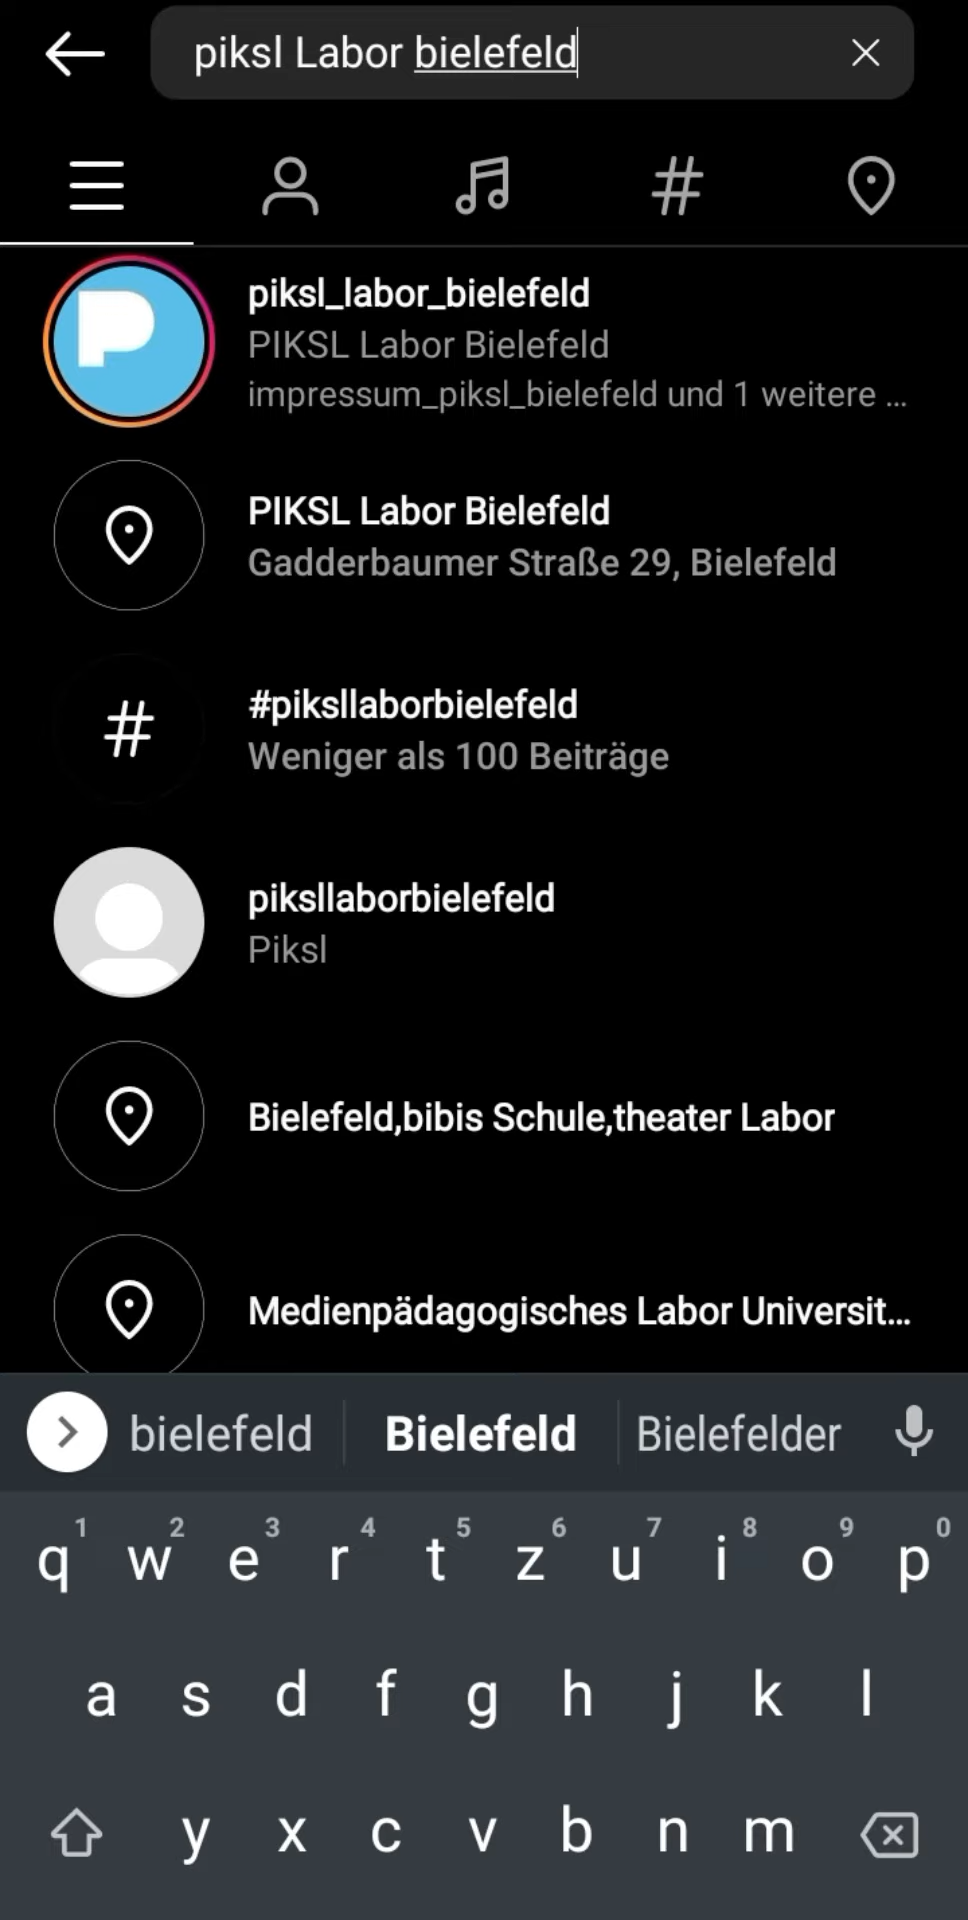 piksl Labor bielefeld
piksl_labor_bielefeld
PIKSL Labor Bielefeld
impressum_piksl_bielefeld und 1 weitere ...
PIKSL Labor Bielefeld
Gadderbaumer Straße 29, Bielefeld
#
#piksllaborbielefeld
Weniger als 100 Beiträge
piksllaborbielefeld
Piksl
Bielefeld,bibis Schule,theater Labor
Medienpädagogisches Labor Universit...
bielefeld Bielefeld Bielefelder
1 2 3 4 5 6 7 8 9 0
q w e r t z u i o p
a s d f g h j k l
y x c v b n m